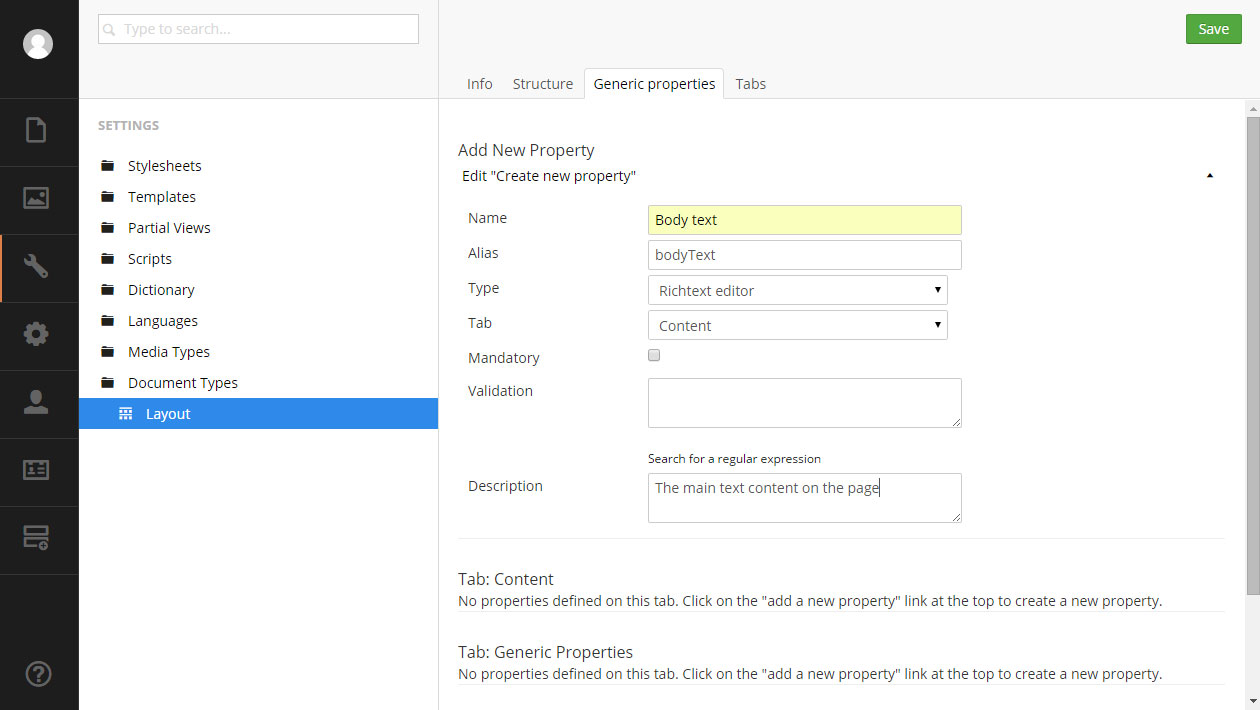 Type to search...
Save
Info Structure Generic properties Tabs
SETTINGS
Stylesheets
Templates
Partial Views
Scripts
Dictionary
Languages
Media Types
Document Types
Layout
Add New Property
Edit "Create new property"
Name Body text
Alias bodyText
Type Richtext editor
Tab Content
Mandatory
Validation
Search for a regular expression
Description The main text content on the page
Tab: Content
No properties defined on this tab. Click on the "add a new property" link at the top to create a new property.
Tab: Generic Properties
No properties defined on this tab. Click on the "add a new property" link at the top to create a new property.